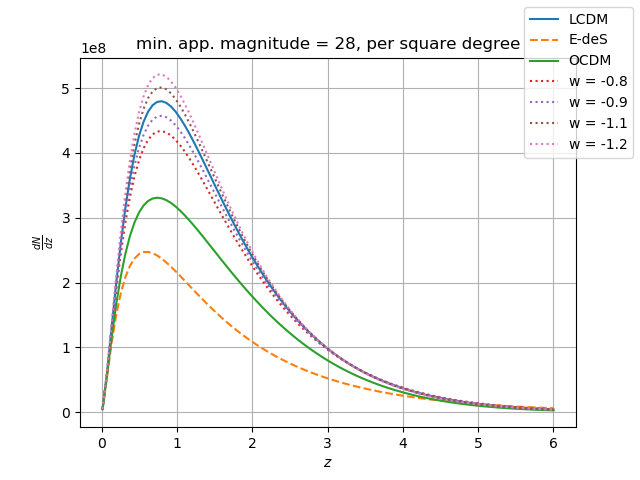 min. app. magnitude = 28, per square degree
1e8
LCDM
E-deS
OCDM
w = -0.8
w = -0.9
w = -1.1
w = -1.2
5
4
3
2
1
0
dN
dz
0 1 2 3 4 5 6
z